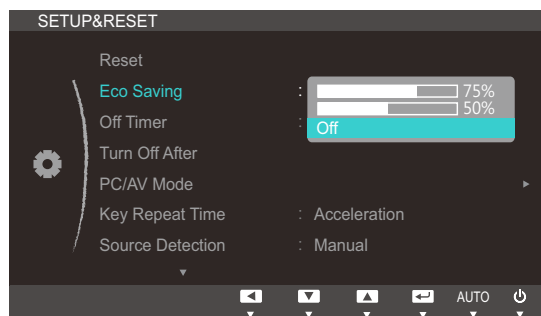 SETUP&RESET
Reset
Eco Saving : 75%
50%
Off Timer : Off
Turn Off After
PC/AV Mode
Key Repeat Time : Acceleration
Source Detection : Manual
AUTO